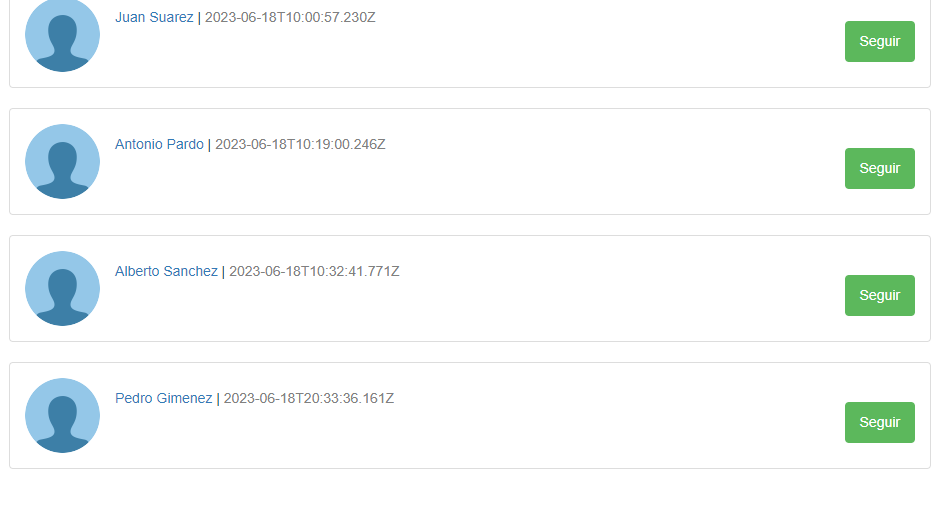 Juan Suarez | 2023-06-18T10:00:57.230Z
Seguir
Antonio Pardo | 2023-06-18T10:19:00.246Z
Seguir
Alberto Sanchez | 2023-06-18T10:32:41.771Z
Seguir
Pedro Gimenez | 2023-06-18T20:33:36.161Z
Seguir